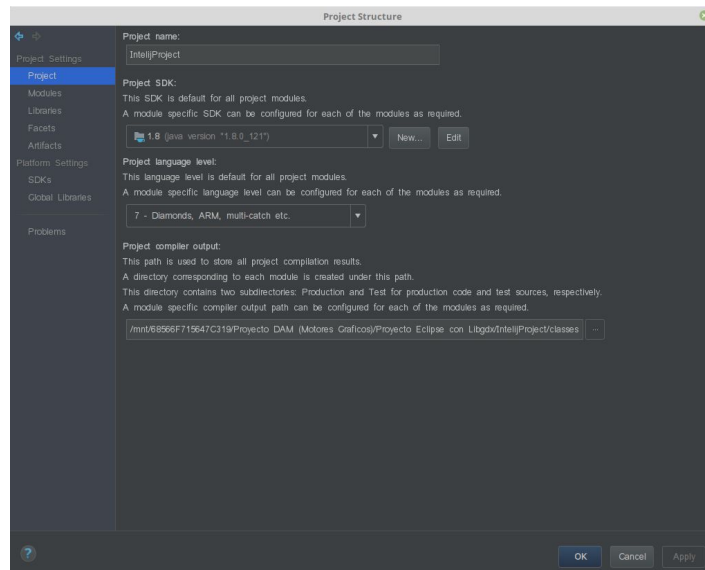 Project Structure
Project name:
IntelijProject
Project Settings
Project
Modules
Libraries
Facets
Artifacts
Platform Settings
SDKs
Global Libraries
Problems
Project SDK:
This SDK is default for all project modules.
A module specific SDK can be configured for each of the modules as required.
1.8 (java version "1.8.0_121")
New...
Edit
Project language level:
This language level is default for all project modules.
A module specific language level can be configured for each of the modules as required.
7 - Diamonds, ARM, multi-catch etc.
Project compiler output:
This path is used to store all project compilation results.
A directory corresponding to each module is created under this path.
This directory contains two subdirectories: Production and Test for production code and test sources, respectively.
A module specific compiler output path can be configured for each of the modules as required.
/mnt/68566F715647C319/Proyecto DAM (Motores Graficos)/Proyecto Eclipse con Libgdx/IntelijProject/classes
...
?
OK
Cancel
Apply